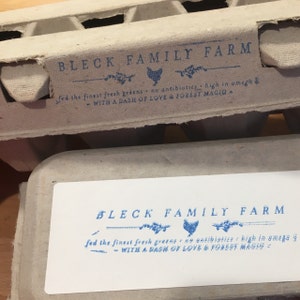 BLECK FAMILY FARM
fed the finest fresh greens • no antibiotics • high in omega 3
~ WITH A DASH OF LOVE & FOREST MAGIC ~
BLECK FAMILY FARM
fed the finest fresh greens • no antibiotics • high in omega 3
~ WITH A DASH OF LOVE & FOREST MAGIC ~